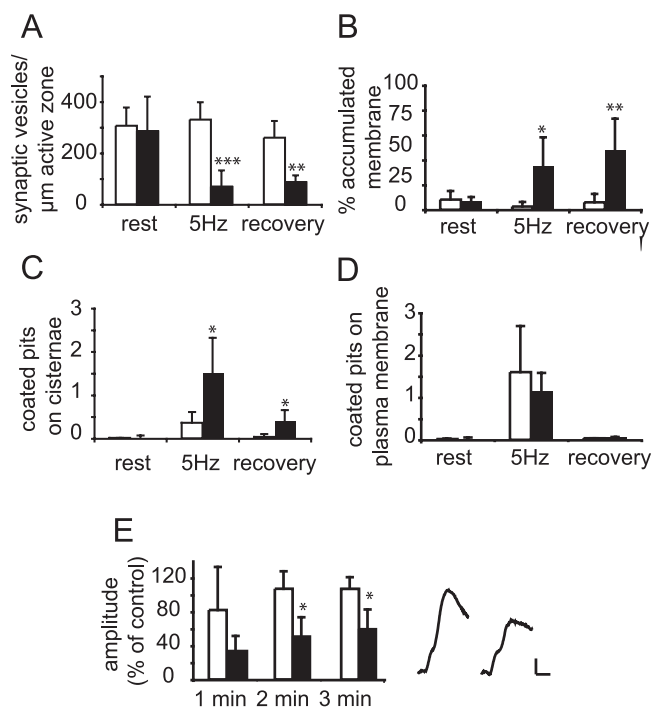 A
synaptic vesicles/
μm active zone
400
200
0
***
**
rest 5Hz recovery
B
% accumulated
membrane
100
75
50
25
0
*
**
rest 5Hz recovery
C
coated pits
on cisternae
3
2
1
0
*
*
rest 5Hz recovery
D
coated pits on
plasma membrane
3
2
1
0
rest 5Hz recovery
E
amplitude
(% of control)
120
80
40
0
*
*
1 min 2 min 3 min